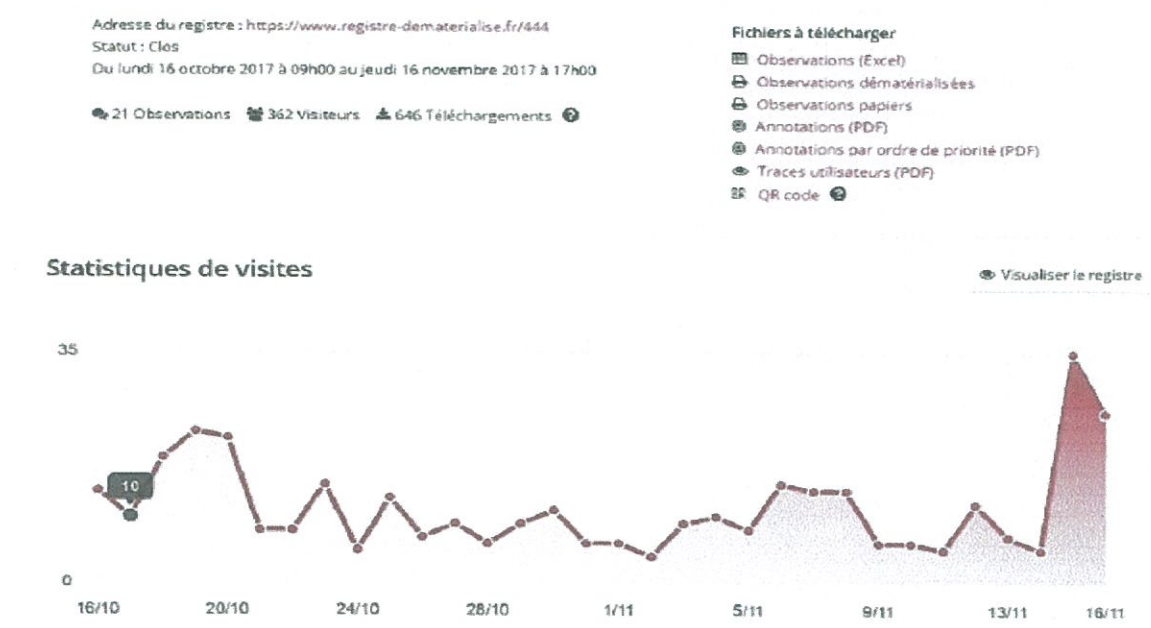 Adresse du registre : https://www.registre-dematerialise.fr/444
Statut : Clos
Du lundi 16 octobre 2017 à 09h00 au jeudi 16 novembre 2017 à 17h00
21 Observations 362 Visiteurs 646 Téléchargements ?
Fichiers à télécharger
Observations (Excel)
Observations dématérialisées
Observations papiers
Annotations (PDF)
Annotations par ordre de priorité (PDF)
Traces utilisateurs (PDF)
QR code ?
Statistiques de visites
Visualiser le registre
35
10
0
16/10 20/10 24/10 28/10 1/11 5/11 9/11 13/11 16/11